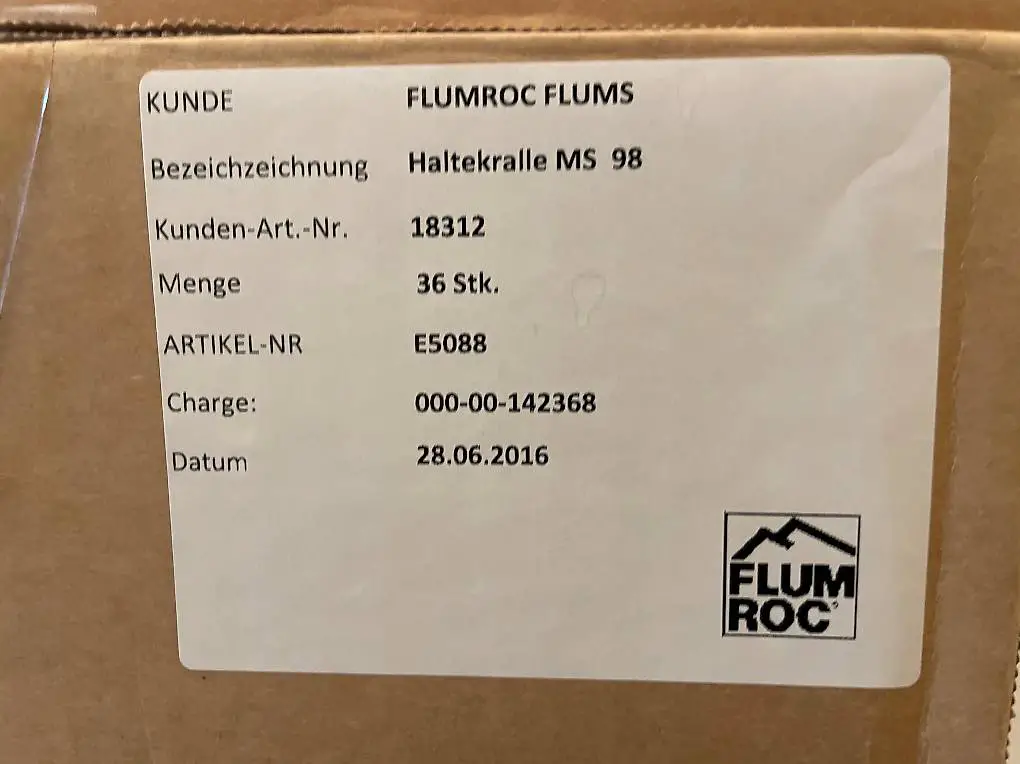 KUNDE FLUMROC FLUMS
Bezeichzeichnung Haltekralle MS 98
Kunden-Art.-Nr. 18312
Menge 36 Stk.
ARTIKEL-NR E5088
Charge: 000-00-142368
Datum 28.06.2016
FLUM
ROC